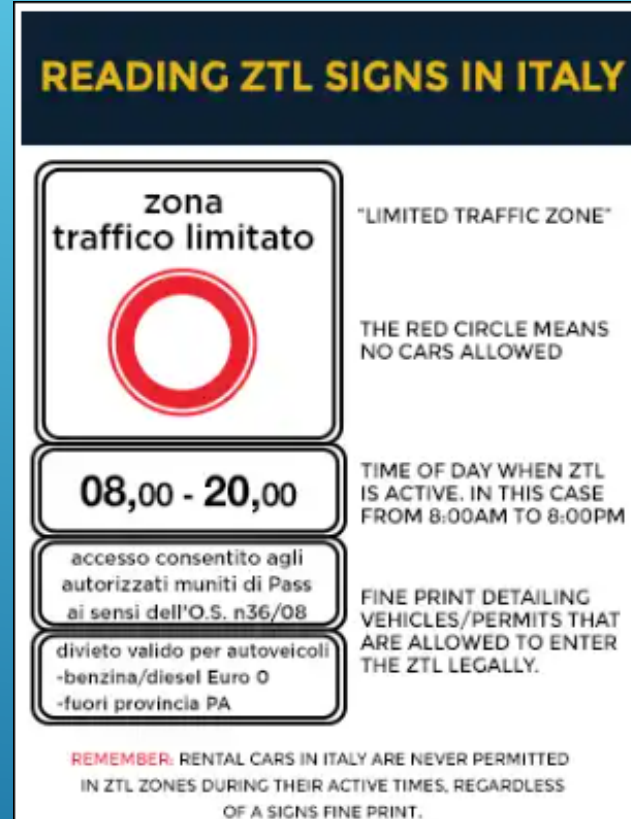 READING ZTL SIGNS IN ITALY
zona
traffico limitato
"LIMITED TRAFFIC ZONE"
THE RED CIRCLE MEANS
NO CARS ALLOWED
08,00 - 20,00
TIME OF DAY WHEN ZTL
IS ACTIVE. IN THIS CASE
FROM 8:00AM TO 8:00PM
accesso consentito agli
autorizzati muniti di Pass
ai sensi dell'O.S. n36/08
divieto valido per autoveicoli
-benzina/diesel Euro 0
-fuori provincia PA
FINE PRINT DETAILING
VEHICLES/PERMITS THAT
ARE ALLOWED TO ENTER
THE ZTL LEGALLY.
REMEMBER: RENTAL CARS IN ITALY ARE NEVER PERMITTED
IN ZTL ZONES DURING THEIR ACTIVE TIMES, REGARDLESS
OF A SIGNS FINE PRINT.